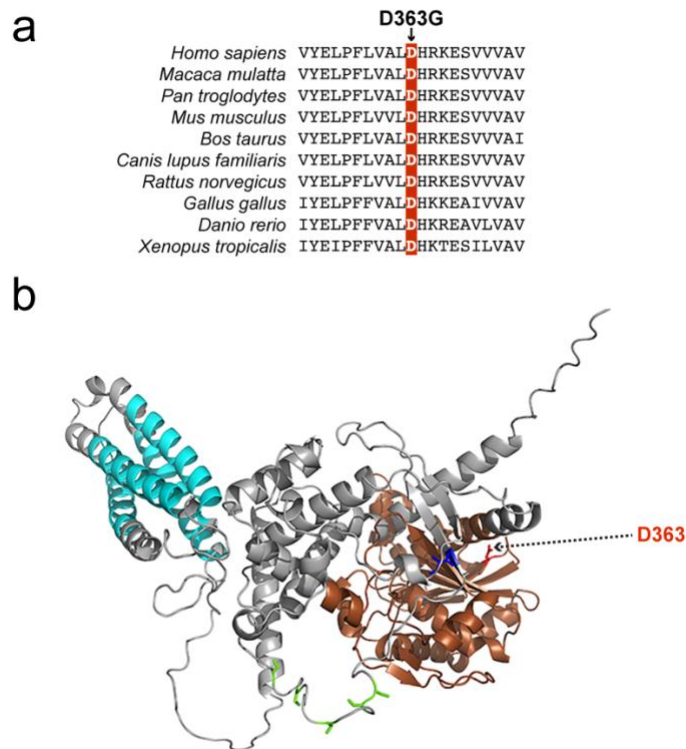 a
D363G
Homo sapiens VYELPFLVALDHRKESVVVAV
Macaca mulatta VYELPFLVALDHRKESVVVAV
Pan troglodytes VYELPFLVALDHRKESVVVAV
Mus musculus VYELPFLVVLDHRKESVVVAV
Bos taurus VYELPFLVALDHRKESVVVAI
Canis lupus familiaris VYELPFLVALDHRKESVVVAV
Rattus norvegicus VYELPFLVVLDHRKESVVVAV
Gallus gallus IYELPFFVALDHKKEAIVVAV
Danio rerio IYELPFFVALDHKREAVLVAV
Xenopus tropicalis IYEIPFFVALDHKTESILVAV
b
D363